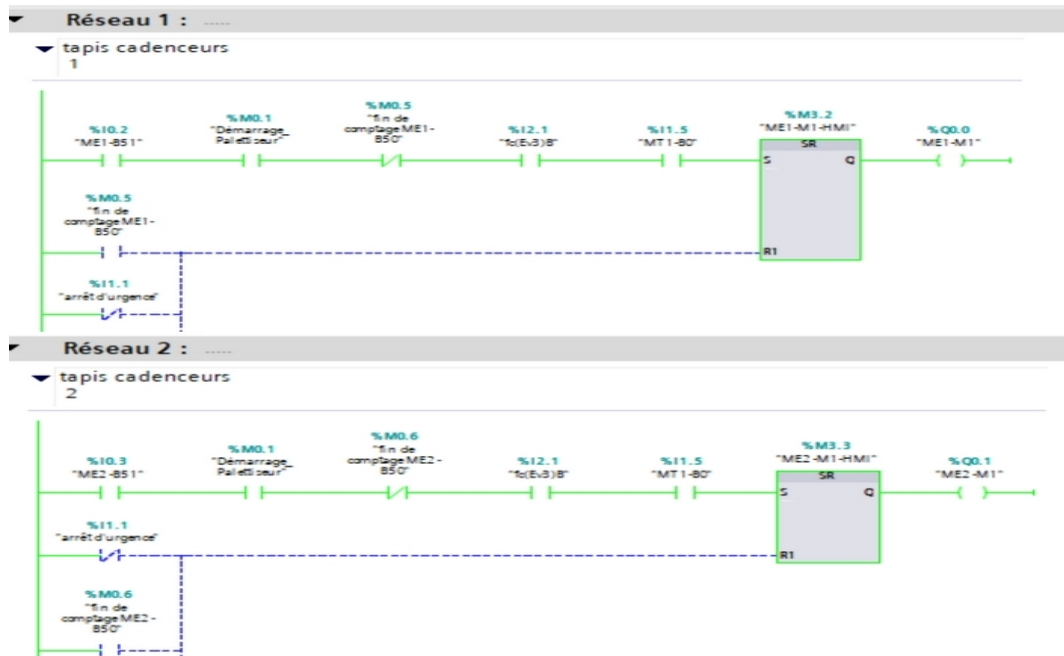 Réseau 1 : .....
tapis cadenceurs
1
%I0.2
"ME1-B51"
%M0.1
"Démarrage_
Palettiseur"
%M0.5
"fin de
comptage ME1-
B50"
%I2.1
"fc(Ev3)B"
%I1.5
"MT1-B0"
%M3.2
"ME1-M1-HMI"
SR
S
Q
R1
%Q0.0
"ME1-M1"
%M0.5
"fin de
comptage ME1-
B50"
%I1.1
"arrêt d'urgence"
Réseau 2 : .....
tapis cadenceurs
2
%I0.3
"ME2-B51"
%M0.1
"Démarrage_
Palettiseur"
%M0.6
"fin de
comptage ME2-
B50"
%I2.1
"fc(Ev3)B"
%I1.5
"MT1-B0"
%M3.3
"ME2-M1-HMI"
SR
S
Q
R1
%Q0.1
"ME2-M1"
%I1.1
"arrêt d'urgence"
%M0.6
"fin de
comptage ME2-
B50"